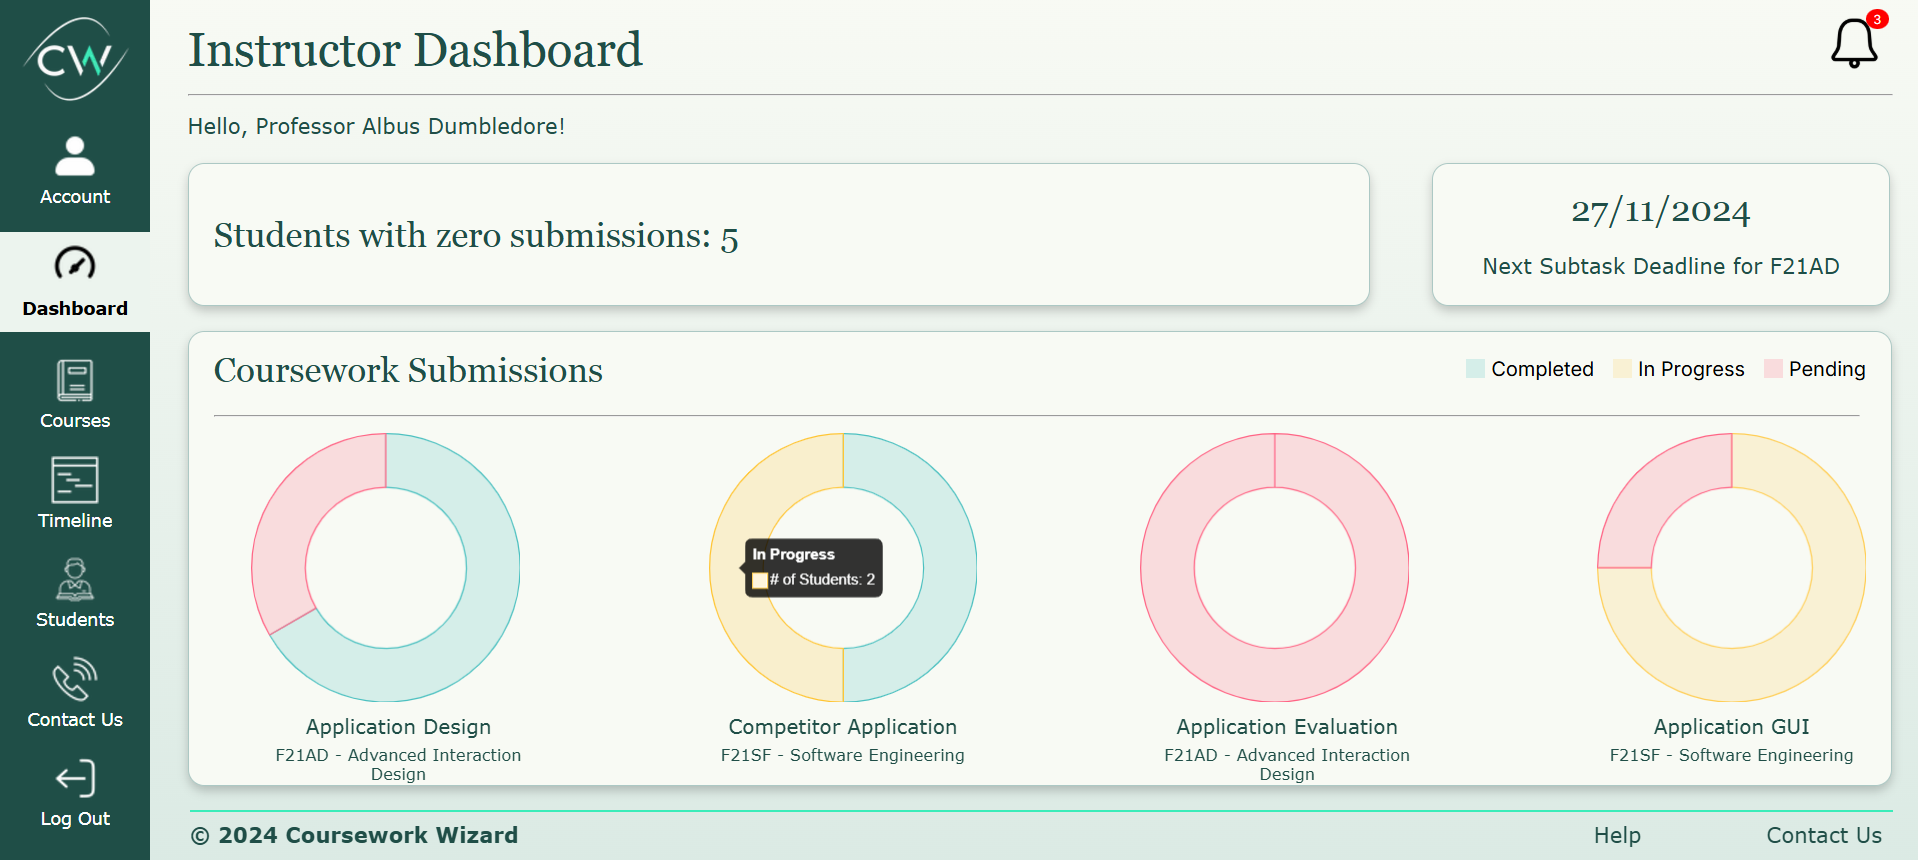 CW
Account
Dashboard
Courses
Timeline
Students
Contact Us
Log Out
Instructor Dashboard
3
Hello, Professor Albus Dumbledore!
Students with zero submissions: 5
27/11/2024
Next Subtask Deadline for F21AD
Coursework Submissions
Completed In Progress Pending
In Progress
# of Students: 2
Application Design
F21AD - Advanced Interaction
Design
Competitor Application
F21SF - Software Engineering
Application Evaluation
F21AD - Advanced Interaction
Design
Application GUI
F21SF - Software Engineering
© 2024 Coursework Wizard
Help
Contact Us